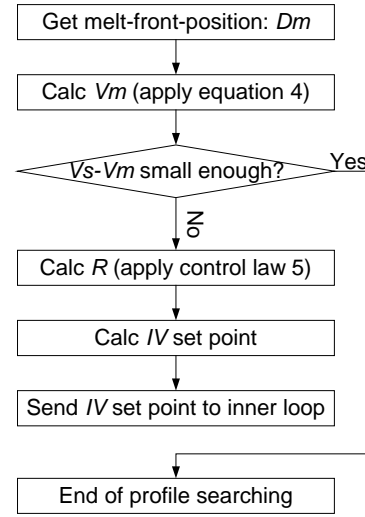 Get melt-front-position: Dm
Calc Vm (apply equation 4)
Vs-Vm small enough?
Yes
No
Calc R (apply control law 5)
Calc IV set point
Send IV set point to inner loop
End of profile searching